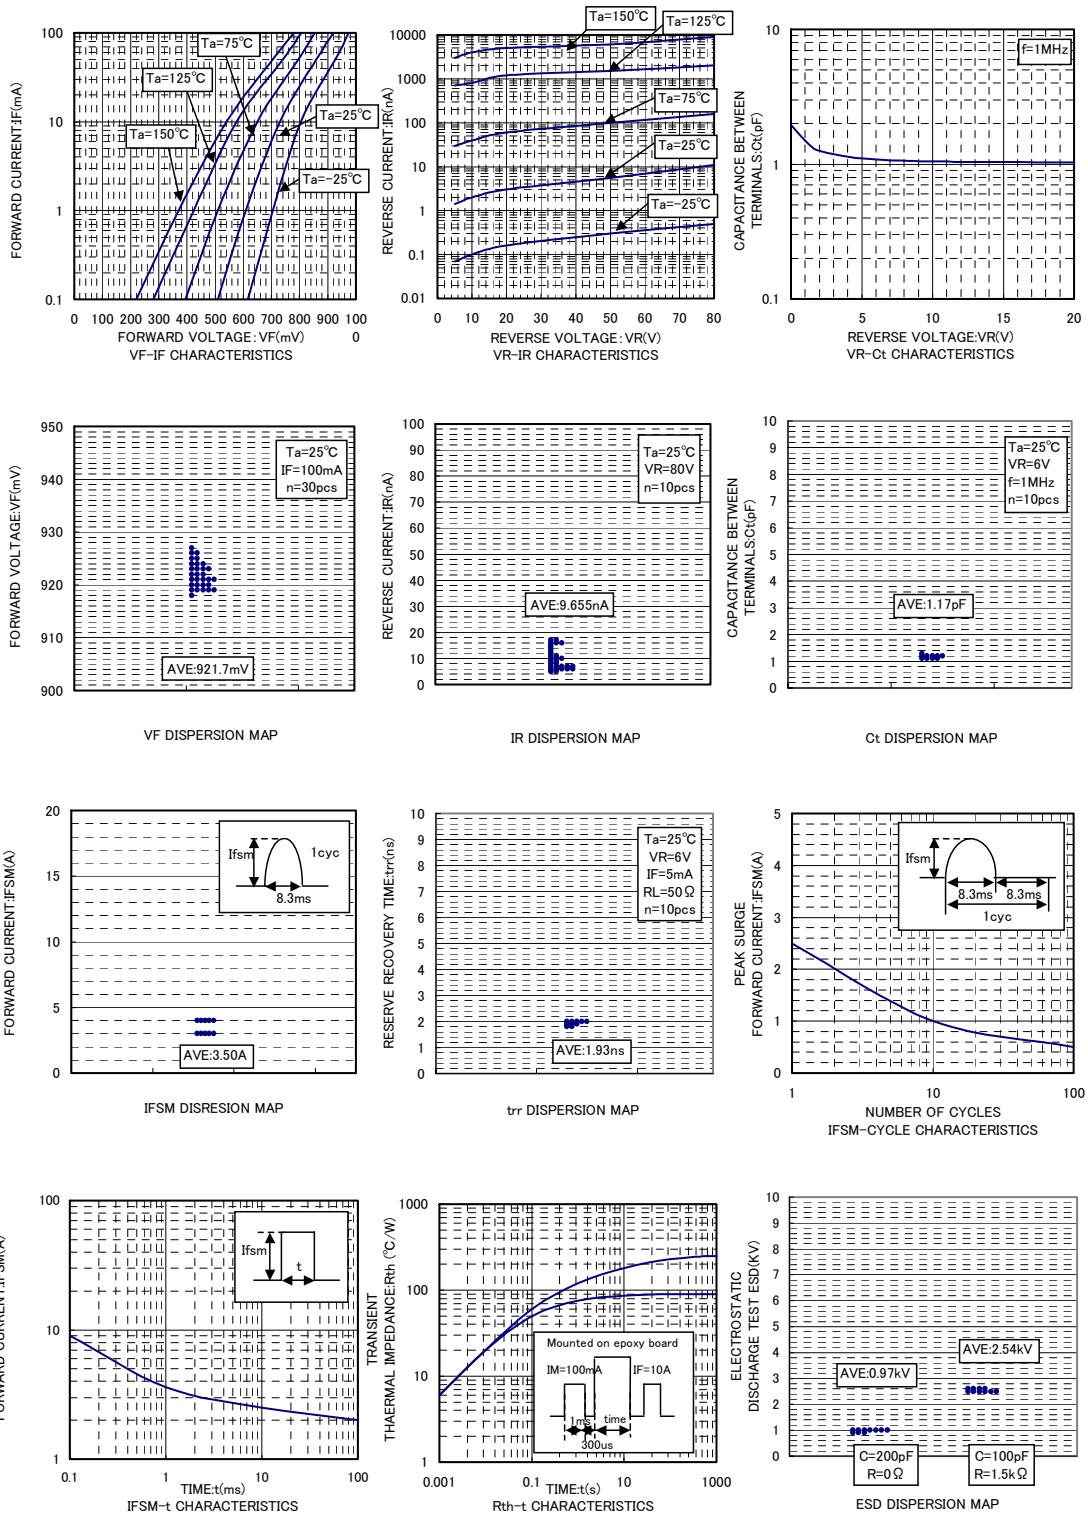 Ta=75℃
Ta=125℃
Ta=150℃
Ta=25℃
Ta=-25℃
100
10
1
0.1
0 100 200 300 400 500 600 700 800 900 100
0
FORWARD CURRENT:IF(mA)
FORWARD VOLTAGE:VF(mV)
VF-IF CHARACTERISTICS
Ta=150℃
Ta=125℃
Ta=75℃
Ta=25℃
Ta=-25℃
10000
1000
100
10
1
0.1
0.01
0 10 20 30 40 50 60 70 80
REVERSE CURRENT:IR(nA)
REVERSE VOLTAGE:VR(V)
VR-IR CHARACTERISTICS
f=1MHz
10
1
0.1
0 5 10 15 20
CAPACITANCE BETWEEN
TERMINALS:Ct(pF)
REVERSE VOLTAGE:VR(V)
VR-Ct CHARACTERISTICS
950
940
930
920
910
900
FORWARD VOLTAGE:VF(mV)
Ta=25℃
IF=100mA
n=30pcs
AVE:921.7mV
VF DISPERSION MAP
100
90
80
70
60
50
40
30
20
10
0
REVERSE CURRENT:IR(nA)
Ta=25℃
VR=80V
n=10pcs
AVE:9.655nA
IR DISPERSION MAP
10
9
8
7
6
5
4
3
2
1
0
CAPACITANCE BETWEEN
TERMINALS:Ct(pF)
Ta=25℃
VR=6V
f=1MHz
n=10pcs
AVE:1.17pF
Ct DISPERSION MAP
20
15
10
5
0
FORWARD CURRENT:IFSM(A)
Ifsm
1cyc
8.3ms
AVE:3.50A
IFSM DISRESION MAP
10
9
8
7
6
5
4
3
2
1
0
RESERVE RECOVERY TIME:trr(ns)
Ta=25℃
VR=6V
IF=5mA
RL=50Ω
n=10pcs
AVE:1.93ns
trr DISPERSION MAP
5
4
3
2
1
0
1 10 100
PEAK SURGE
FORWARD CURRENT:IFSM(A)
Ifsm
8.3ms 8.3ms
1cyc
NUMBER OF CYCLES
IFSM-CYCLE CHARACTERISTICS
100
10
1
0.1 1 10 100
Ifsm
t
TIME:t(ms)
IFSM-t CHARACTERISTICS
1000
100
10
1
0.001 0.1 10 1000
TRANSIENT
THAERMAL IMPEDANCE:Rth (℃/W)
Mounted on epoxy board
IM=100mA IF=10A
1ms time
300us
TIME:t(s)
Rth-t CHARACTERISTICS
10
9
8
7
6
5
4
3
2
1
0
ELECTROSTATIC
DISCHARGE TEST ESD(KV)
AVE:2.54kV
AVE:0.97kV
C=200pF
R=0Ω
C=100pF
R=1.5kΩ
ESD DISPERSION MAP